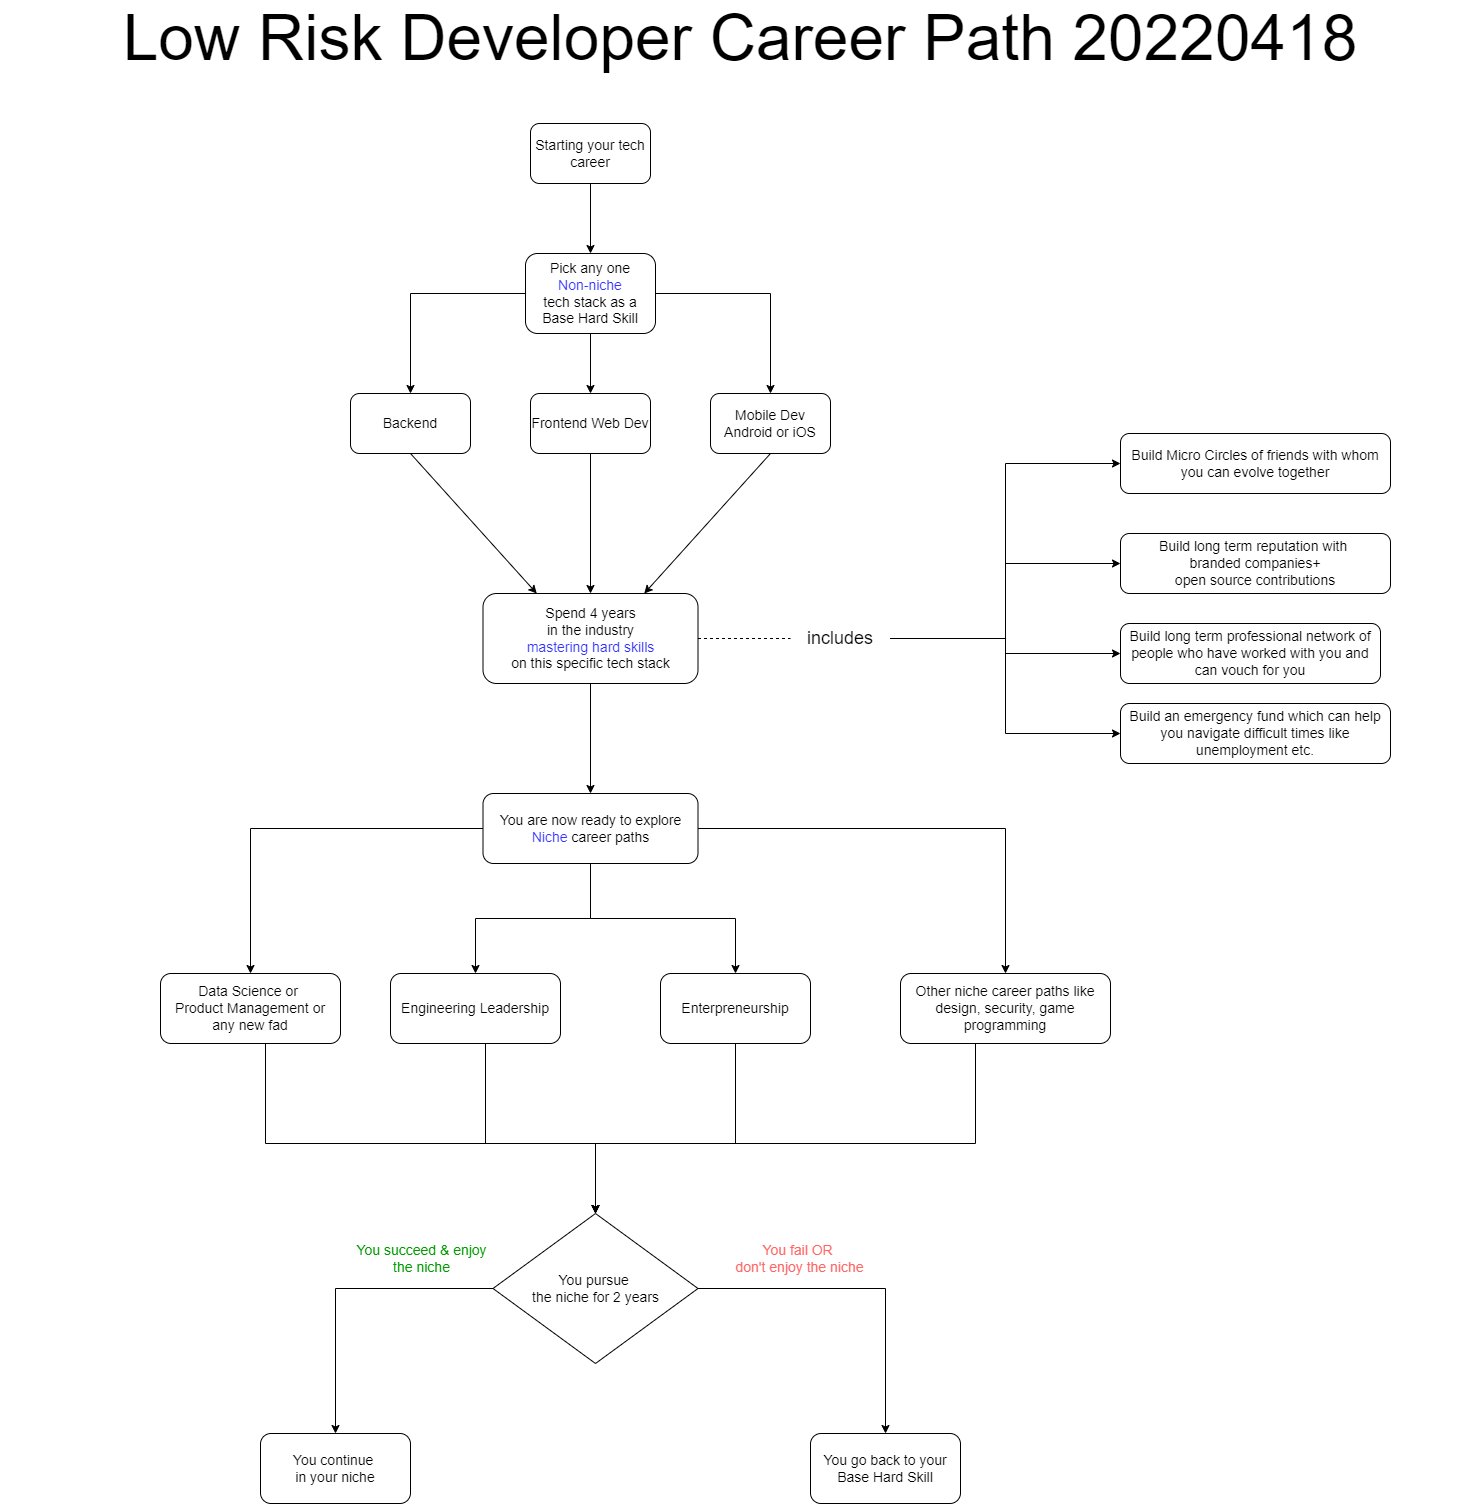 Low Risk Developer Career Path 20220418
Starting your tech
career
Pick any one
Non-niche
tech stack as a
Base Hard Skill
Backend
Frontend Web Dev
Mobile Dev
Android or iOS
Spend 4 years
in the industry
mastering hard skills
on this specific tech stack
includes
Build Micro Circles of friends with whom
you can evolve together
Build long term reputation with
branded companies+
open source contributions
Build long term professional network of
people who have worked with you and
can vouch for you
Build an emergency fund which can help
you navigate difficult times like
unemployment etc.
You are now ready to explore
Niche career paths
Data Science or
Product Management or
any new fad
Engineering Leadership
Enterpreneurship
Other niche career paths like
design, security, game
programming
You succeed & enjoy
the niche
You pursue
the niche for 2 years
You fail OR
don't enjoy the niche
You continue
in your niche
You go back to your
Base Hard Skill